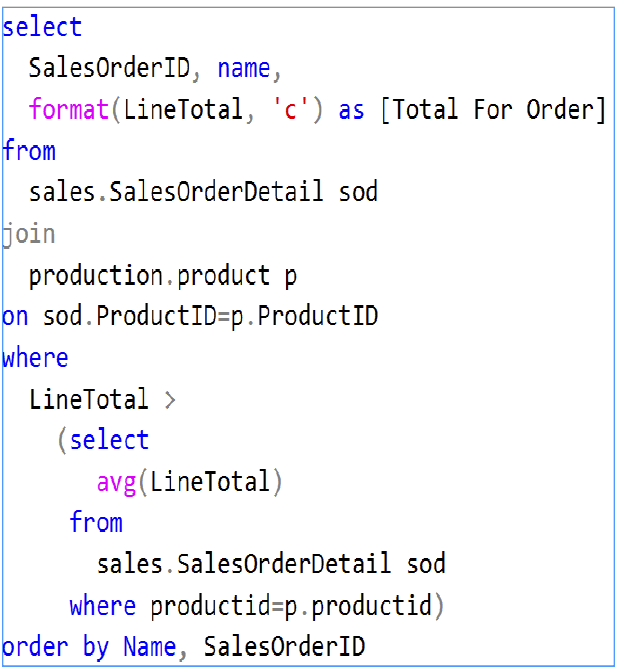 select
SalesOrderID, name,
format(LineTotal, 'c') as [Total For Order]
from
sales.SalesOrderDetail sod
join
production.product p
on sod.ProductID=p.ProductID
where
LineTotal >
(select
avg(LineTotal)
from
sales.SalesOrderDetail sod
where productid=p.productid)
order by Name, SalesOrderID